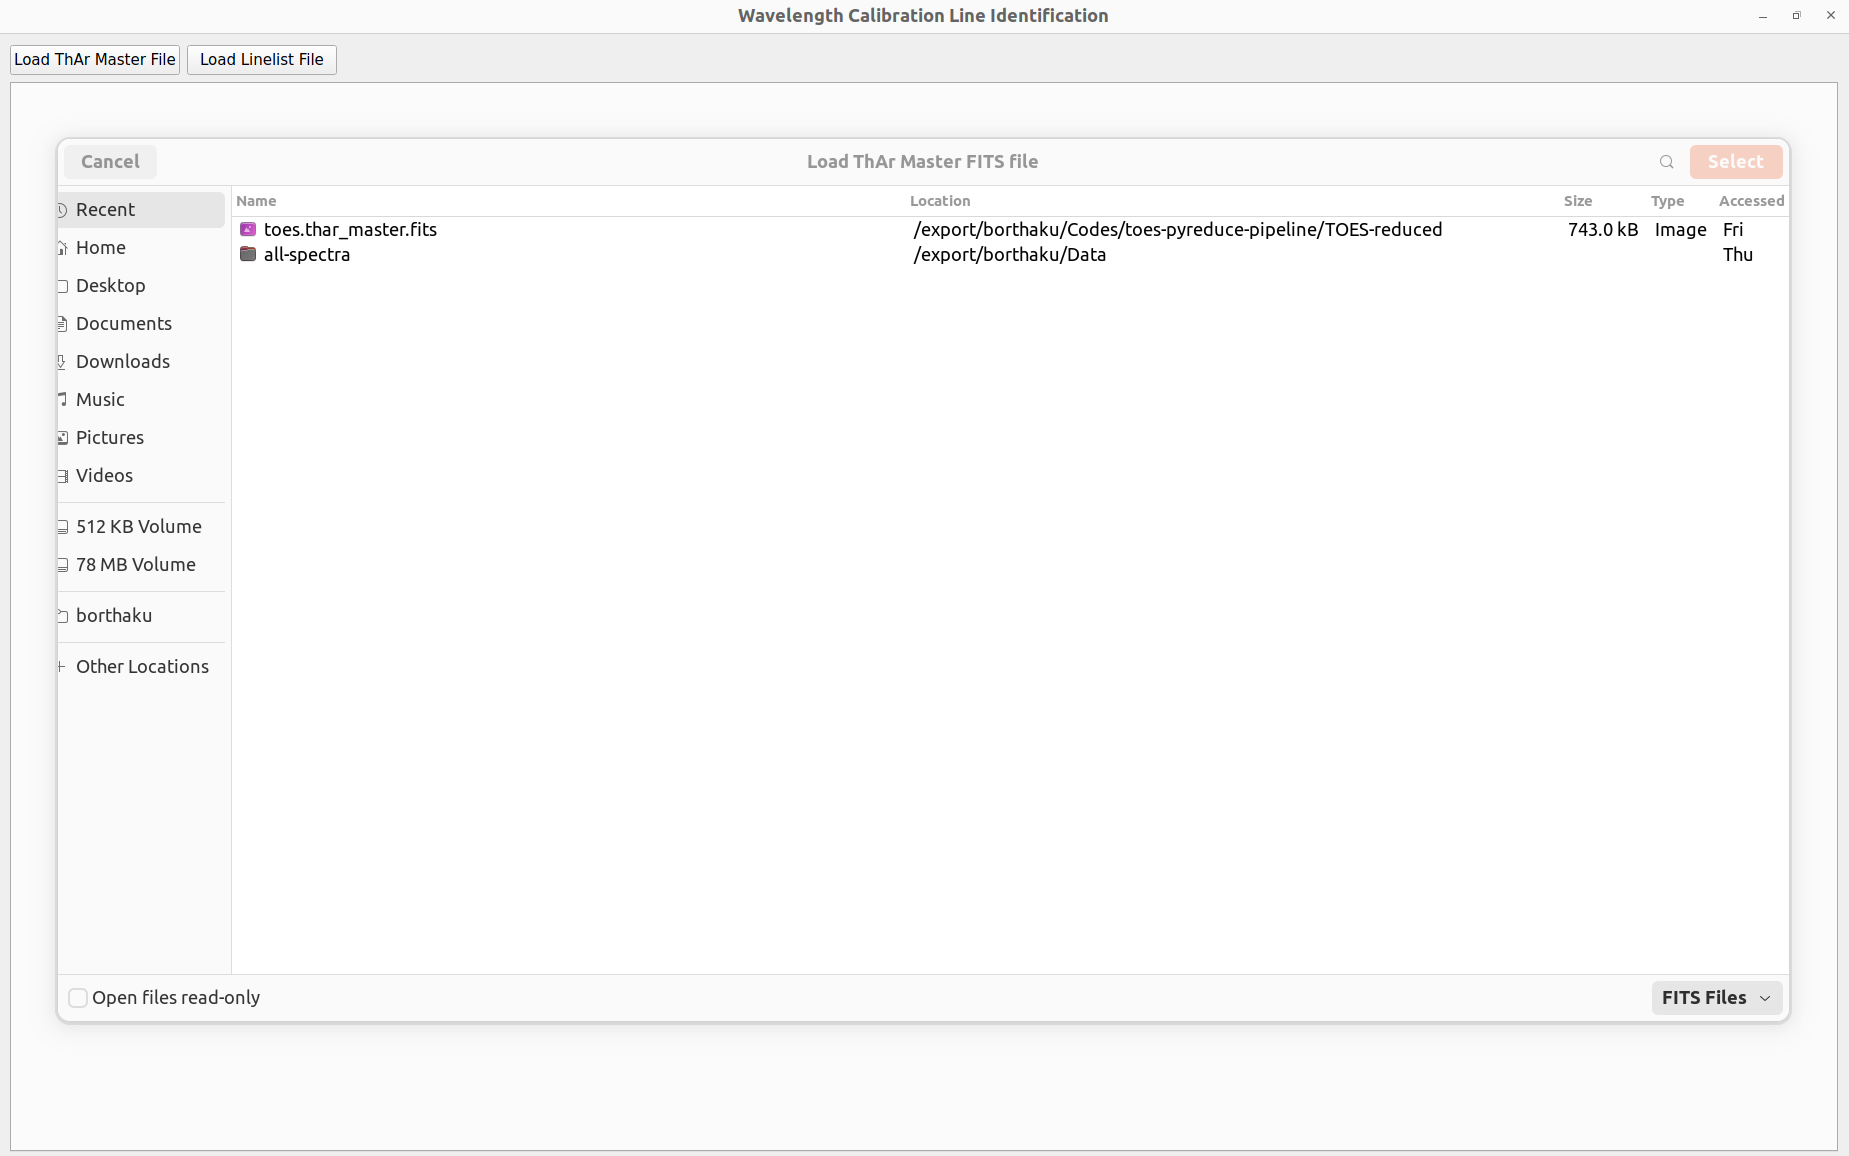 Wavelength Calibration Line Identification
Load ThAr Master File Load Linelist File
Cancel Load ThAr Master FITS file Select
Recent
Home
Desktop
Documents
Downloads
Music
Pictures
Videos
512 KB Volume
78 MB Volume
borthaku
Other Locations
Name Location Size Type Accessed
toes.thar_master.fits /export/borthaku/Codes/toes-pyreduce-pipeline/TOES-reduced 743.0 kB Image Fri
all-spectra /export/borthaku/Data Thu
Open files read-only FITS Files